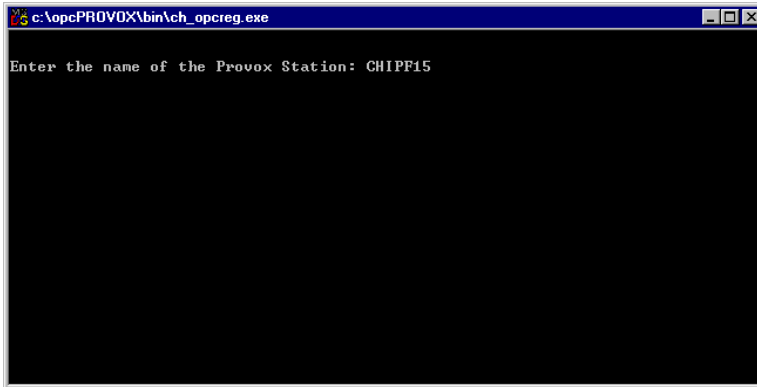 c:\opcPROVOX\bin\ch_opcreg.exe
Enter the name of the Provox Station: CHIPF15